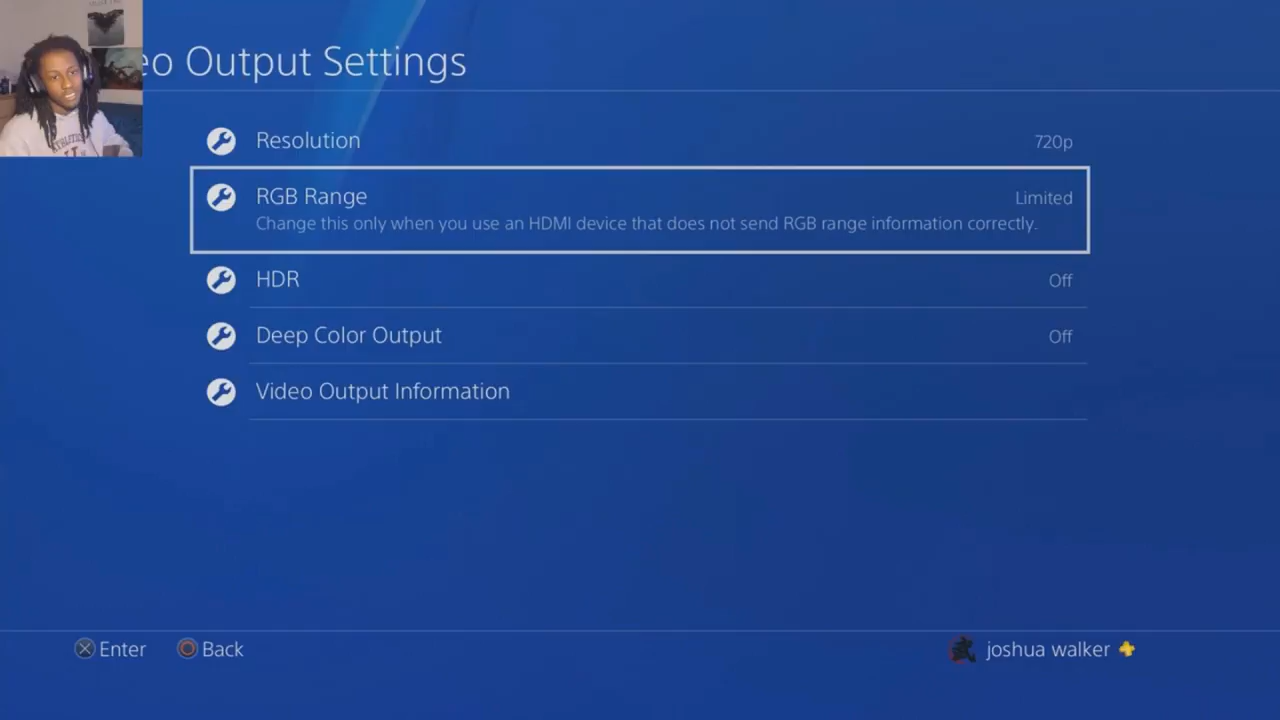 eo Output Settings
Resolution 720p
RGB Range Limited
Change this only when you use an HDMI device that does not send RGB range information correctly.
HDR Off
Deep Color Output Off
Video Output Information
Enter Back joshua walker